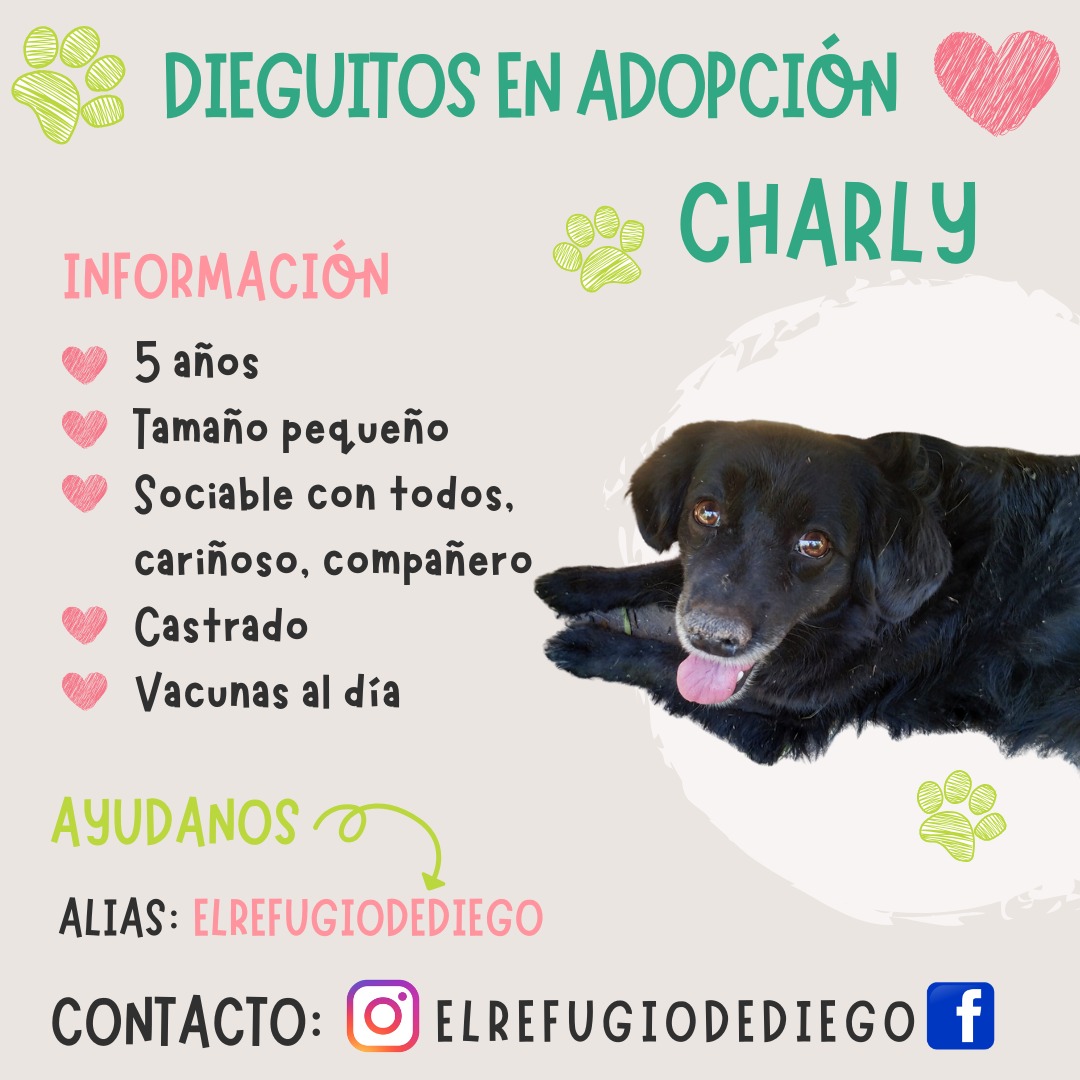 DIEGUITOS EN ADOPCIÓN
CHARLY
INFORMACIÓN
5 años
Tamaño pequeño
Sociable con todos,
cariñoso, compañero
Castrado
Vacunas al día
AYUDANOS
ALIAS: ELREFUGIODEDIEGO
CONTACTO: ELREFUGIODEDIEGO f